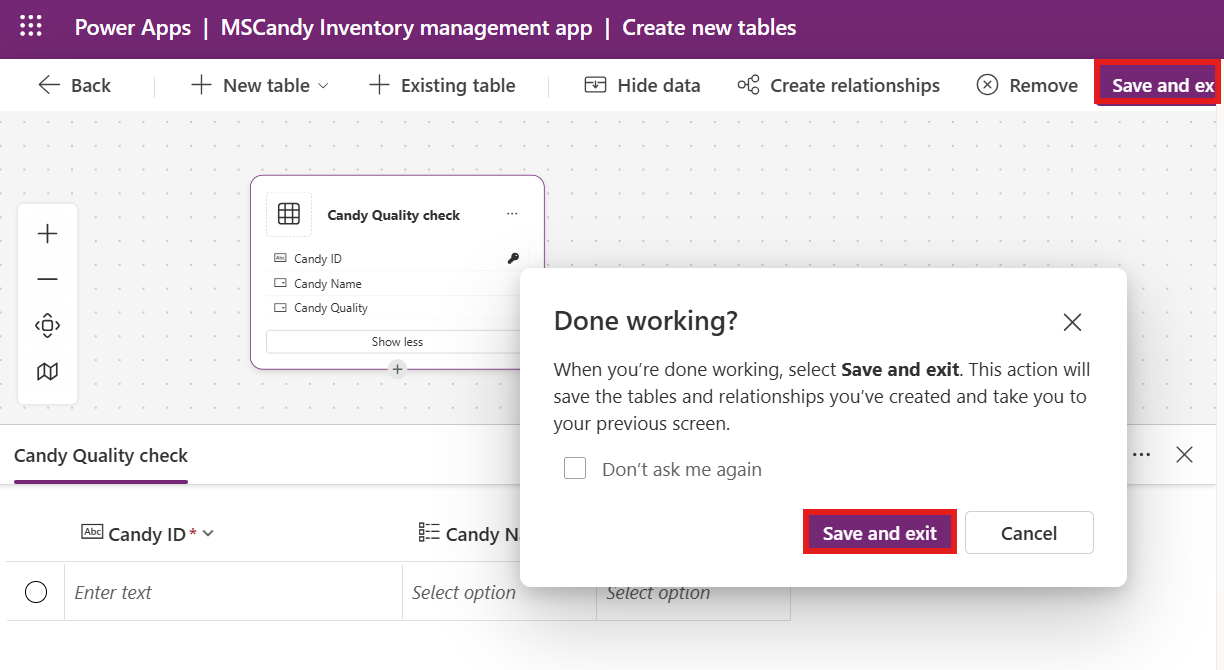 Power Apps | MSCandy Inventory management app | Create new tables
Back New table Existing table Hide data Create relationships Remove Save and ex
Candy Quality check ...
Abc Candy ID
Candy Name
Candy Quality
Show less
Done working?
When you're done working, select Save and exit. This action will
save the tables and relationships you've created and take you to
your previous screen.
Don't ask me again
Save and exit Cancel
Candy Quality check ...
Abc Candy ID * Candy N
Enter text Select option Select option